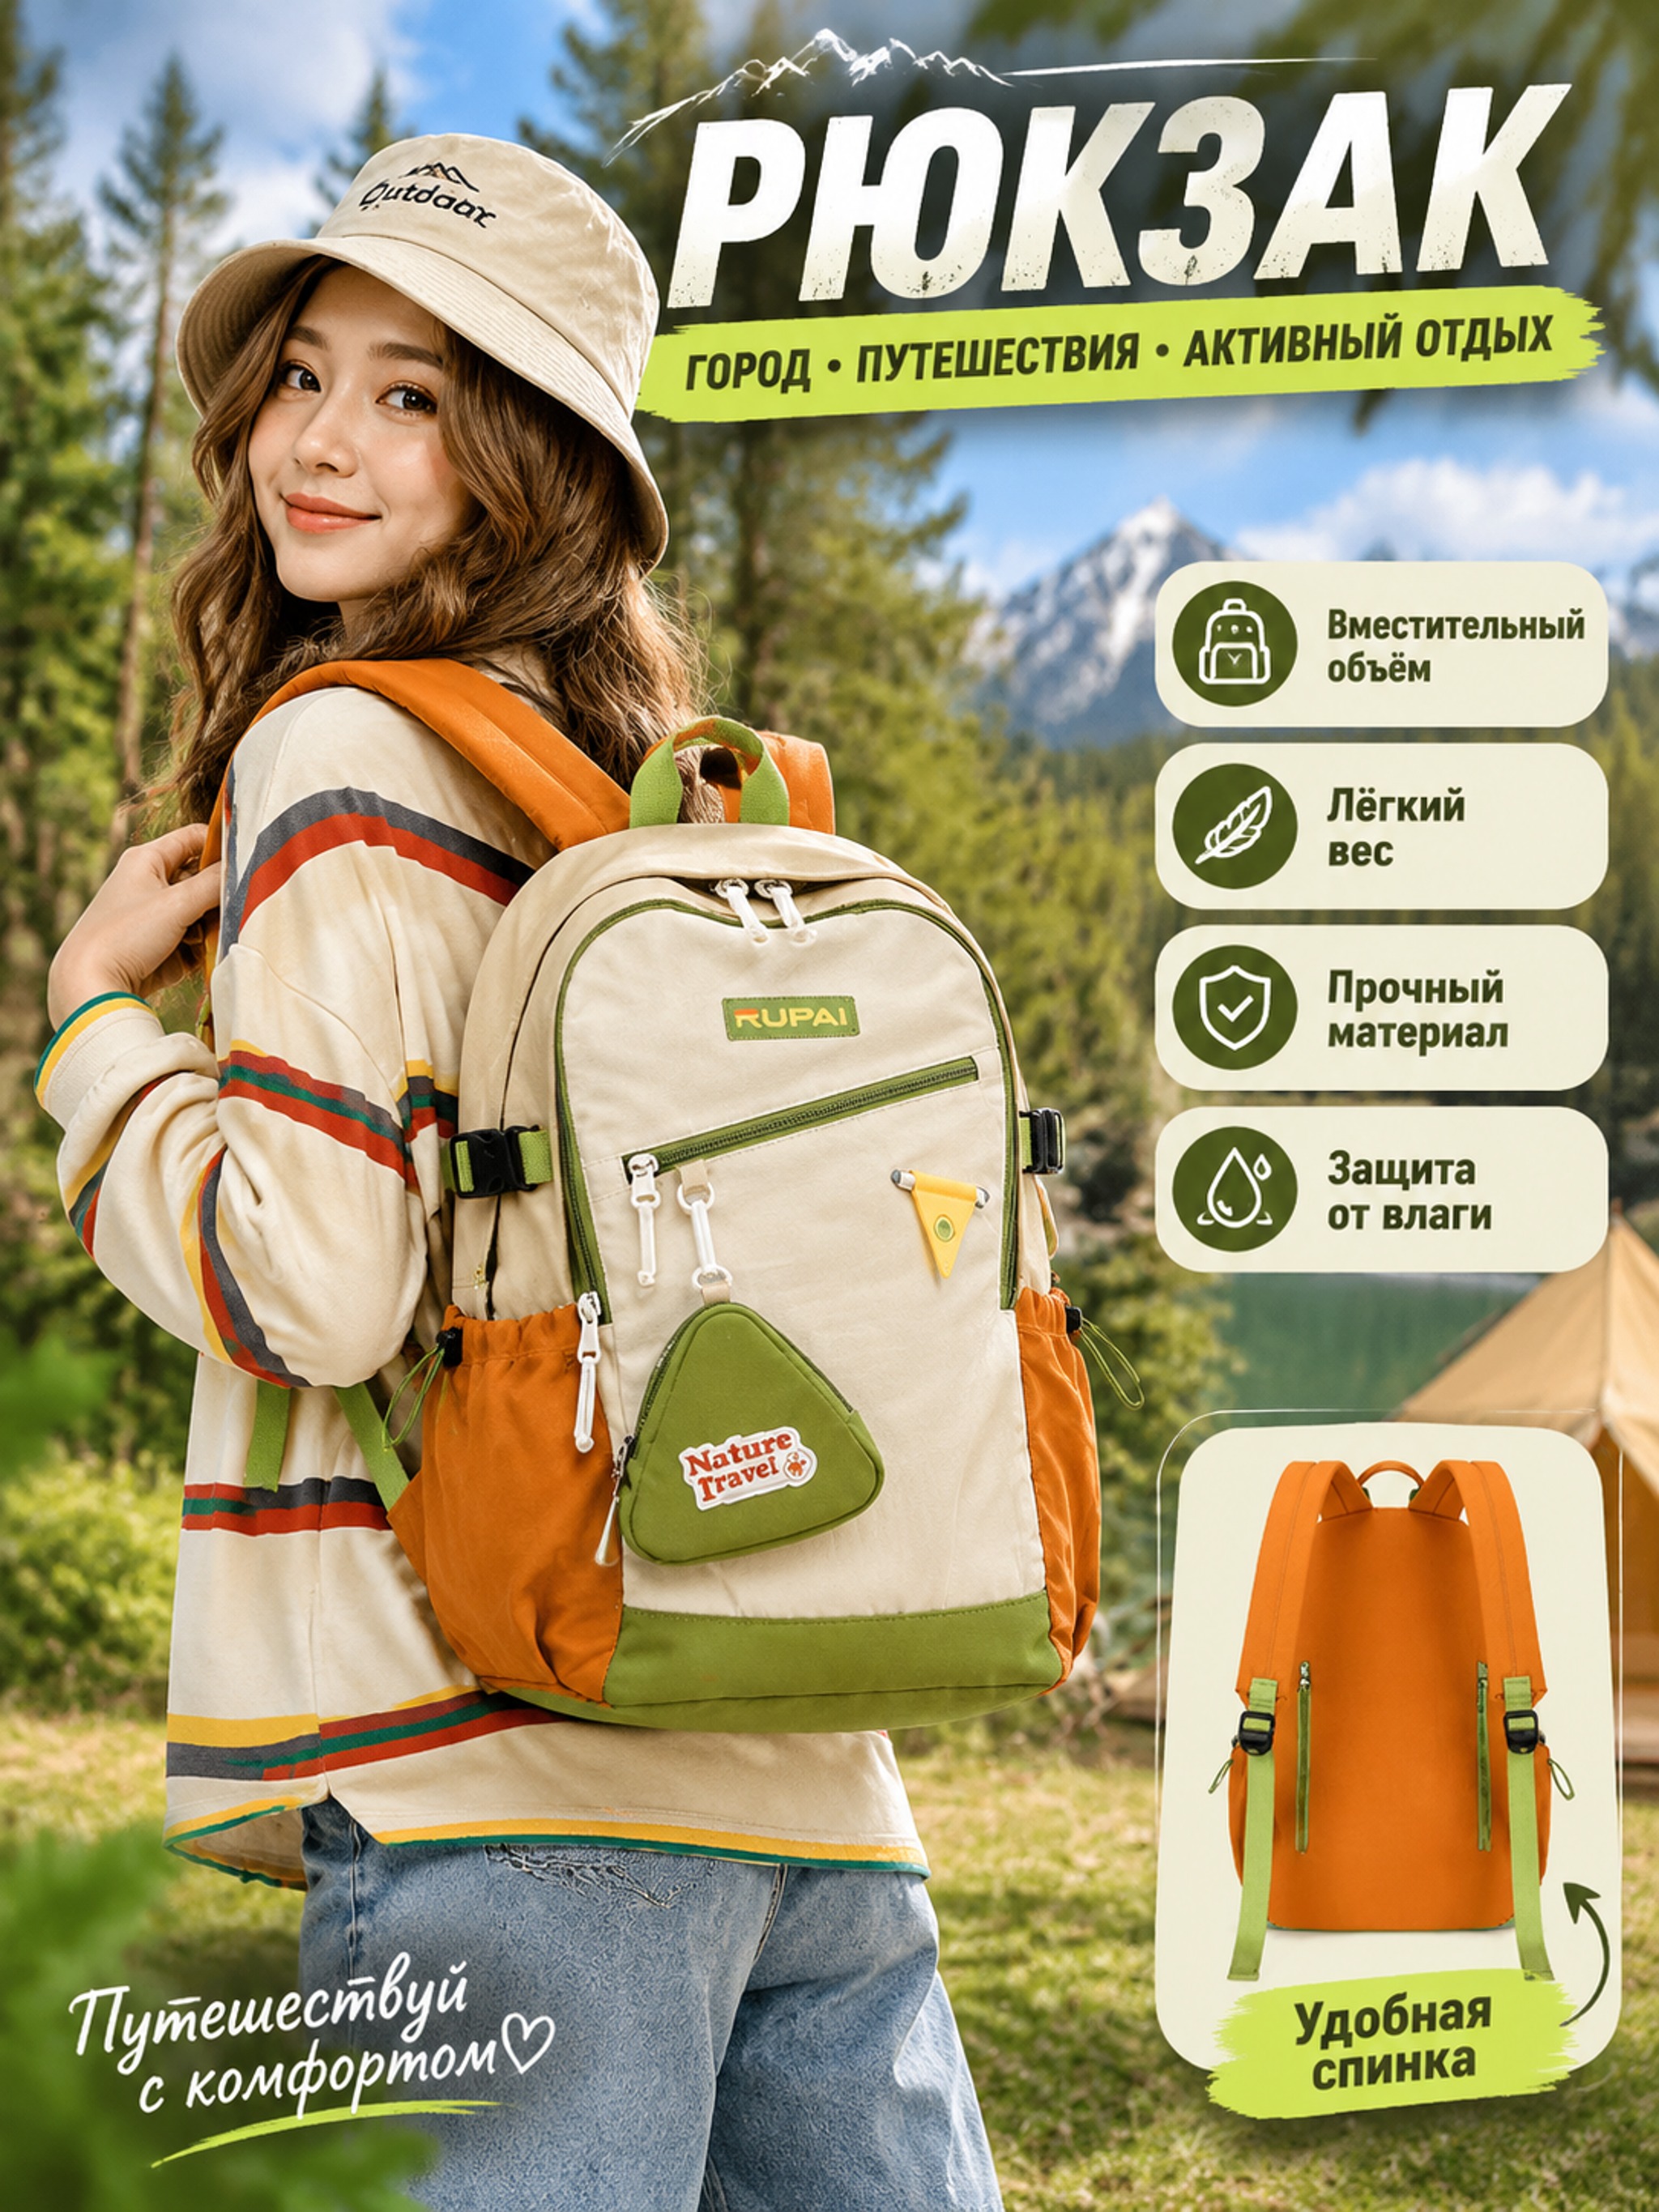 Outdoor
РЮКЗАК
ГОРОД • ПУТЕШЕСТВИЯ • АКТИВНЫЙ ОТДЫХ
Вместительный
объём
Лёгкий
вес
Прочный
материал
Защита
от влаги
RUPAI
Nature
Travel
Удобная
спинка
Путешествуй
с комфортом